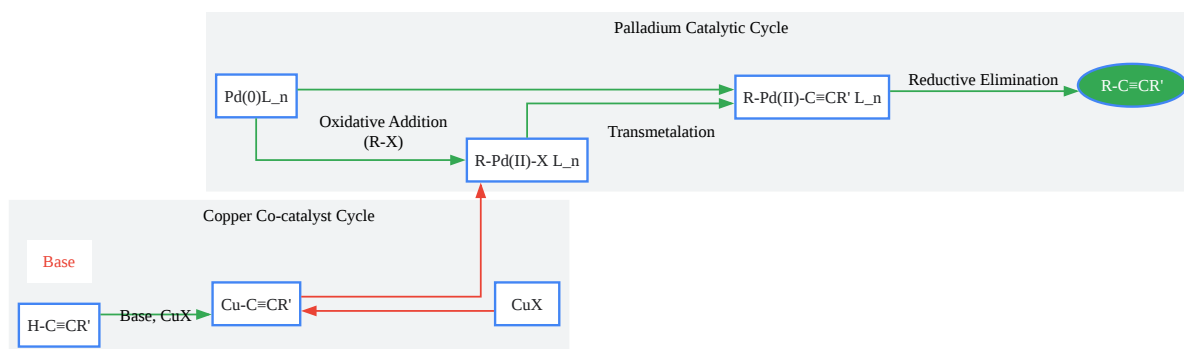 Palladium Catalytic Cycle
Pd(0)L_n
Oxidative Addition
(R-X)
R-Pd(II)-X L_n
Transmetalation
R-Pd(II)-C≡CR' L_n
Reductive Elimination
R-C≡CR'
Copper Co-catalyst Cycle
Base
H-C≡CR'
Base, CuX
Cu-C≡CR'
CuX